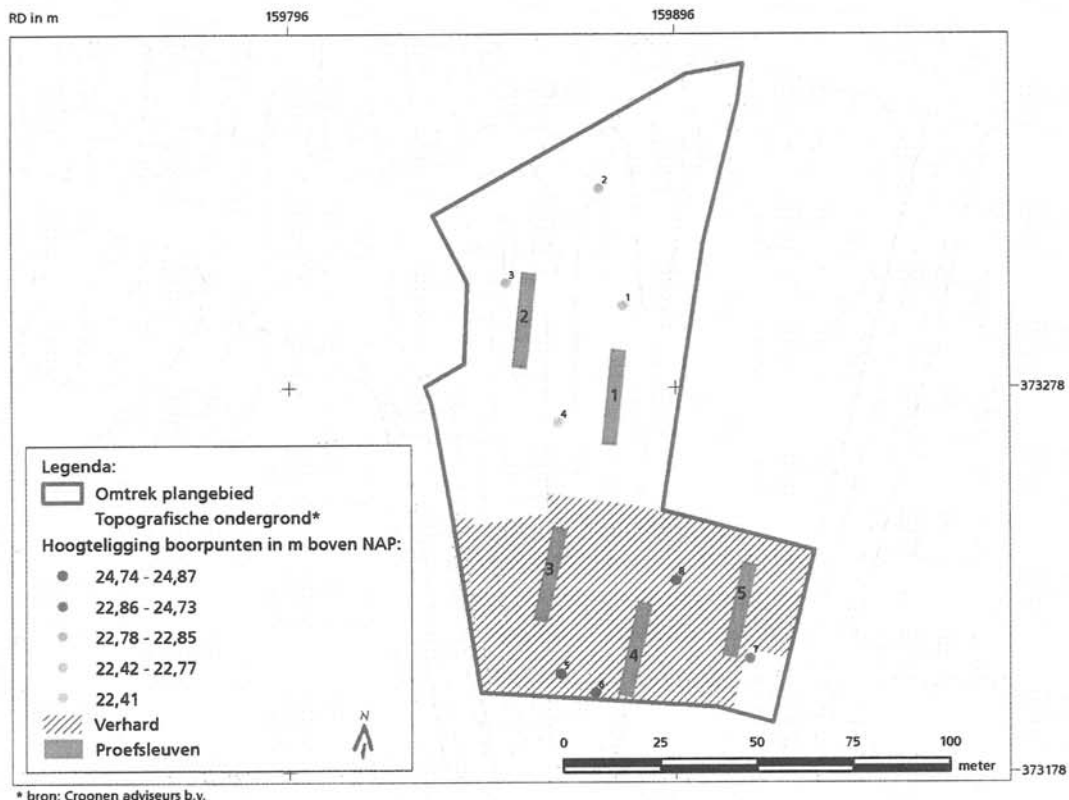 RD in m
159796
159896
2
3
1
2
1
373278
4
Legenda:
Omtrek plangebied
Topografische ondergrond*
Hoogteligging boorpunten in m boven NAP:
24,74 - 24,87
22,86 - 24,73
22,78 - 22,85
22,42 - 22,77
22,41
Verhard
Proefsleuven
N
3
8
5
4
7
5
6
0 25 50 75 100
meter
373178
* bron: Croonen adviseurs b.v.